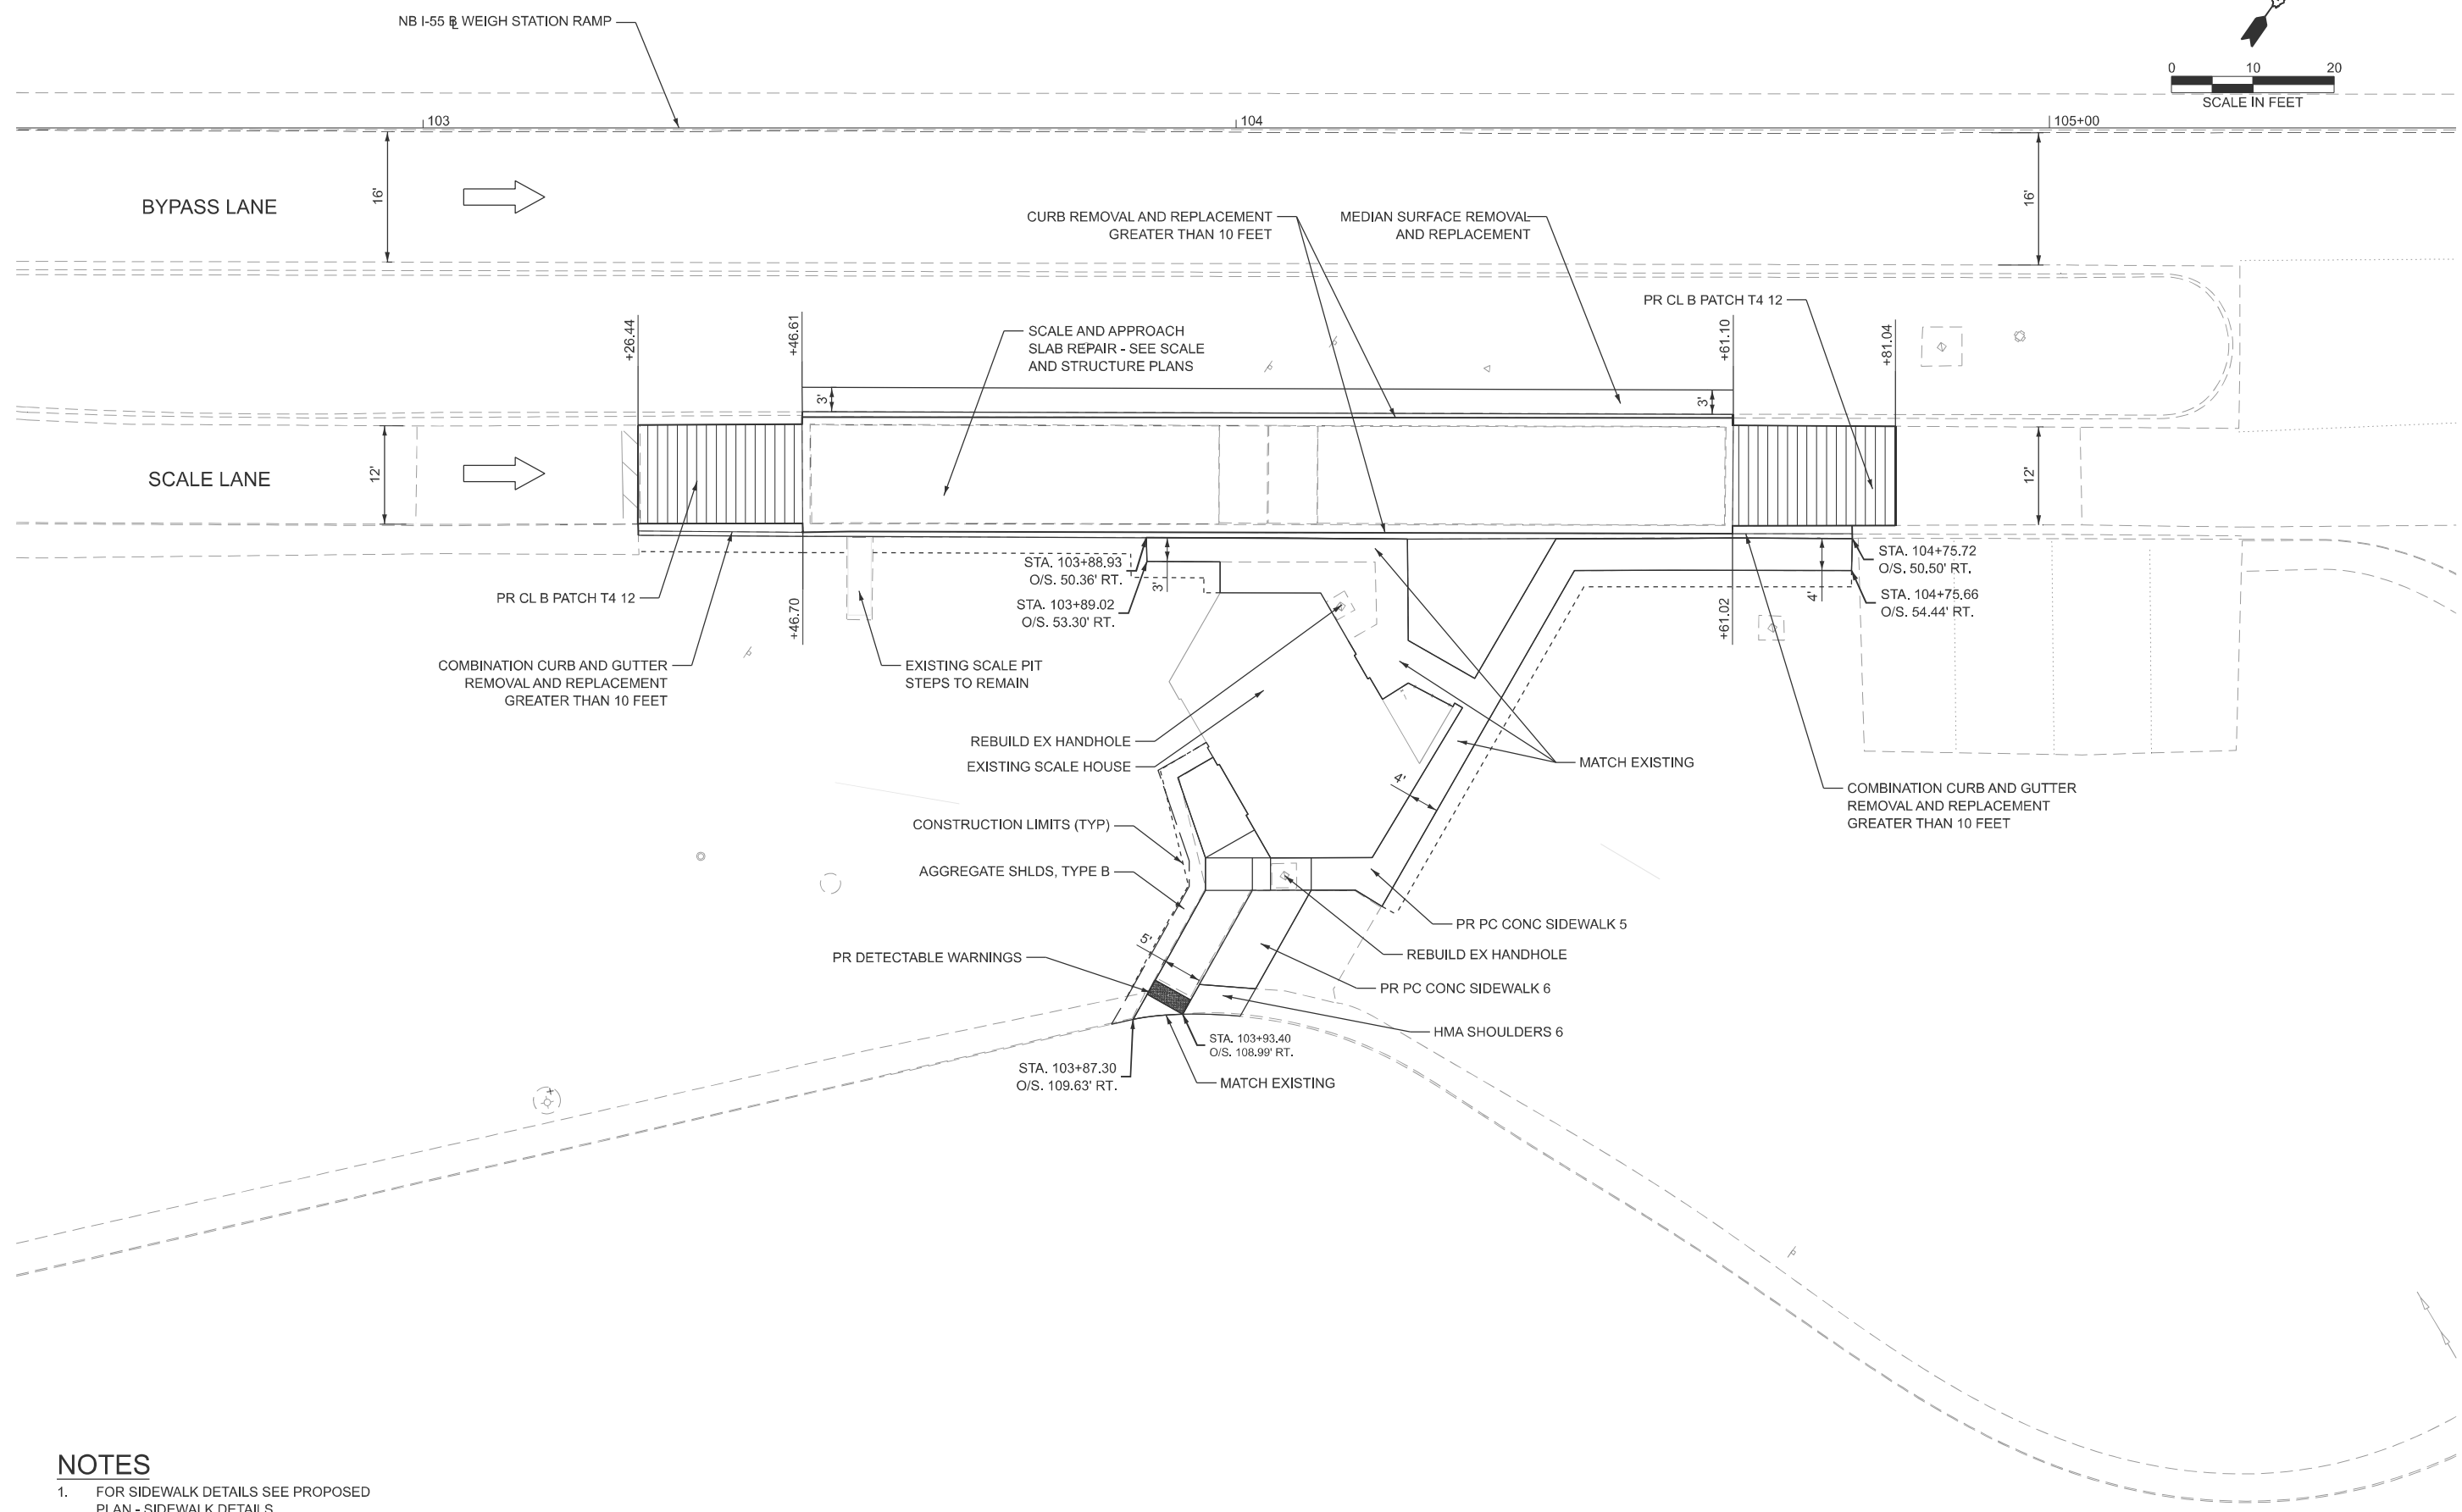 NB I-55 ℄ WEIGH STATION RAMP
0 10 20
SCALE IN FEET
103
104
105+00
16'
16'
BYPASS LANE
CURB REMOVAL AND REPLACEMENT
GREATER THAN 10 FEET
MEDIAN SURFACE REMOVAL
AND REPLACEMENT
PR CL B PATCH T4 12
+26.44
+46.61
SCALE AND APPROACH
SLAB REPAIR - SEE SCALE
AND STRUCTURE PLANS
+61.10
+81.04
3'
3'
SCALE LANE
12'
12'
PR CL B PATCH T4 12
+46.70
STA. 103+88.93
O/S. 50.36' RT.
3'
STA. 103+89.02
O/S. 53.30' RT.
+61.02
4'
STA. 104+75.72
O/S. 50.50' RT.
STA. 104+75.66
O/S. 54.44' RT.
COMBINATION CURB AND GUTTER
REMOVAL AND REPLACEMENT
GREATER THAN 10 FEET
EXISTING SCALE PIT
STEPS TO REMAIN
REBUILD EX HANDHOLE
EXISTING SCALE HOUSE
MATCH EXISTING
4'
COMBINATION CURB AND GUTTER
REMOVAL AND REPLACEMENT
GREATER THAN 10 FEET
CONSTRUCTION LIMITS (TYP)
AGGREGATE SHLDS, TYPE B
PR PC CONC SIDEWALK 5
5'
PR DETECTABLE WARNINGS
REBUILD EX HANDHOLE
PR PC CONC SIDEWALK 6
HMA SHOULDERS 6
STA. 103+93.40
O/S. 108.99' RT.
STA. 103+87.30
O/S. 109.63' RT.
MATCH EXISTING
NOTES
1. FOR SIDEWALK DETAILS SEE PROPOSED
PLAN - SIDEWALK DETAILS